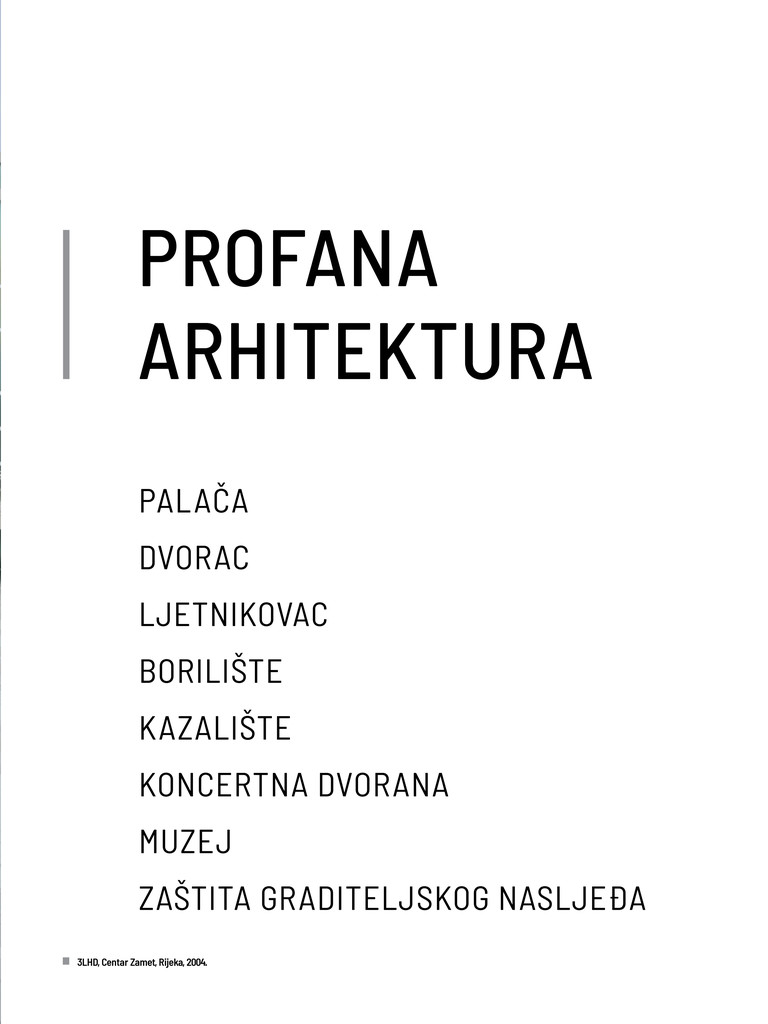 PROFANA
ARHITEKTURA
PALAČA
DVORAC
LJETNIKOVAC
BORILIŠTE
KAZALIŠTE
KONCERTNA DVORANA
MUZEJ
ZAŠTITA GRADITELJSKOG NASLJEĐA
3LHD, Centar Zamet, Rijeka, 2004.